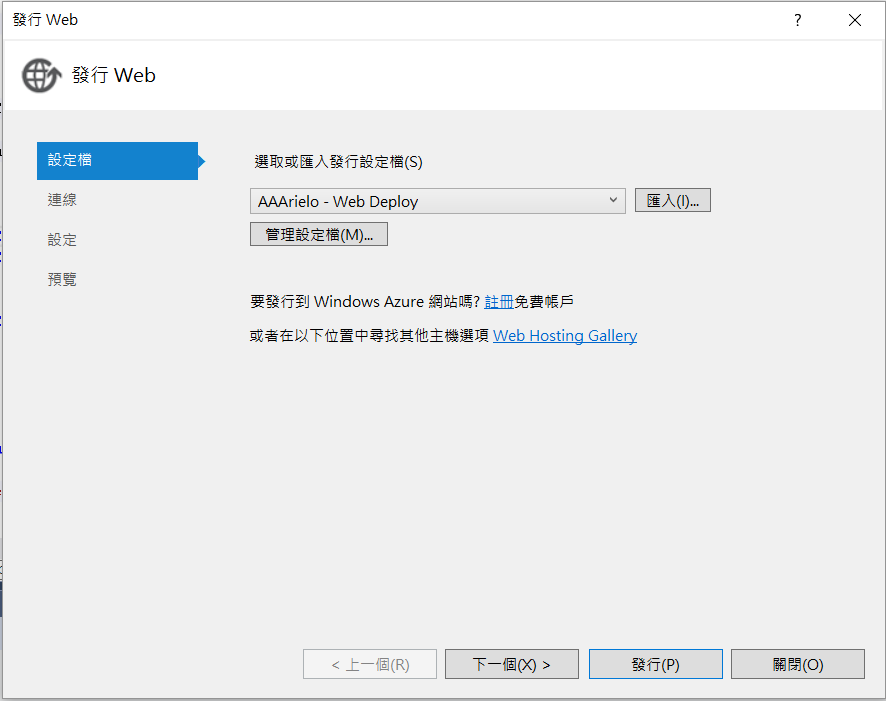 發行 Web
?
發行 Web
設定檔
選取或匯入發行設定檔(S)
AAArielo - Web Deploy
匯入(I)...
連線
管理設定檔(M)...
設定
預覽
要發行到 Windows Azure 網站嗎? 註冊免費帳戶
或者在以下位置中尋找其他主機選項 Web Hosting Gallery
< 上一個(R)
下一個(X) >
發行(P)
關閉(O)